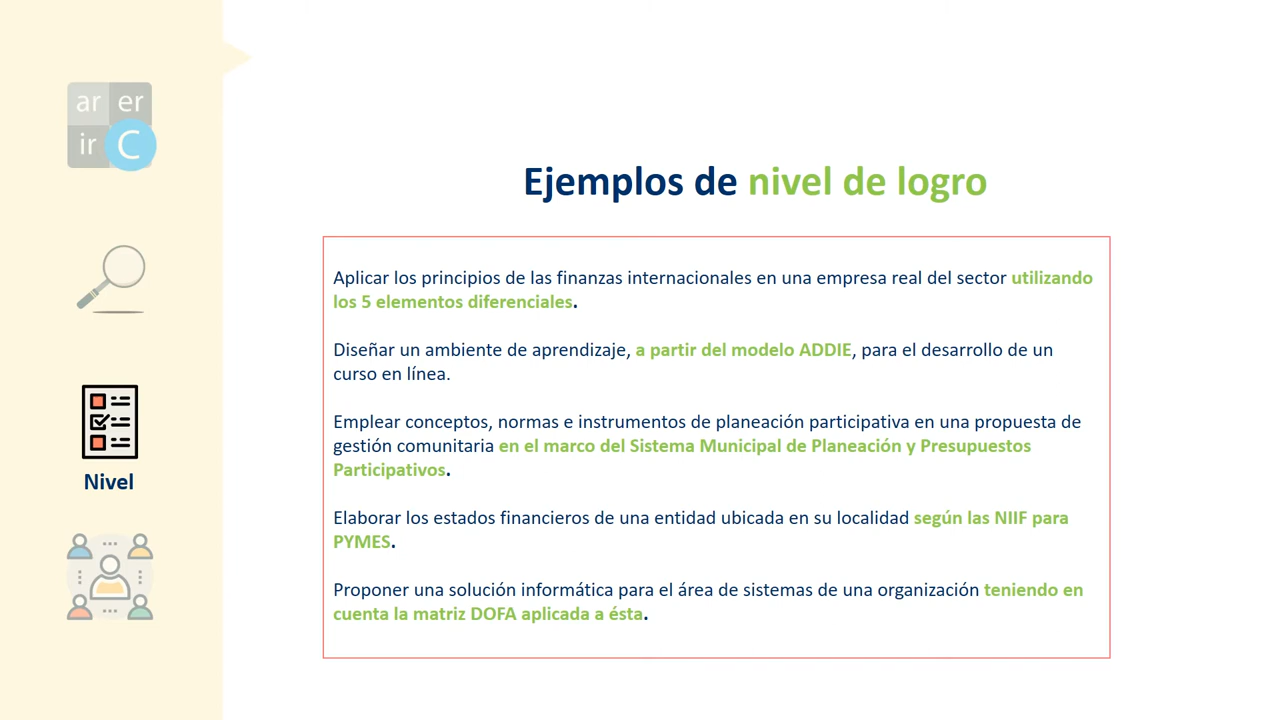 ar er
ir C
Nivel
Ejemplos de nivel de logro
Aplicar los principios de las finanzas internacionales en una empresa real del sector utilizando
los 5 elementos diferenciales.
Diseñar un ambiente de aprendizaje, a partir del modelo ADDIE, para el desarrollo de un
curso en línea.
Emplear conceptos, normas e instrumentos de planeación participativa en una propuesta de
gestión comunitaria en el marco del Sistema Municipal de Planeación y Presupuestos
Participativos.
Elaborar los estados financieros de una entidad ubicada en su localidad según las NIIF para
PYMES.
Proponer una solución informática para el área de sistemas de una organización teniendo en
cuenta la matriz DOFA aplicada a ésta.